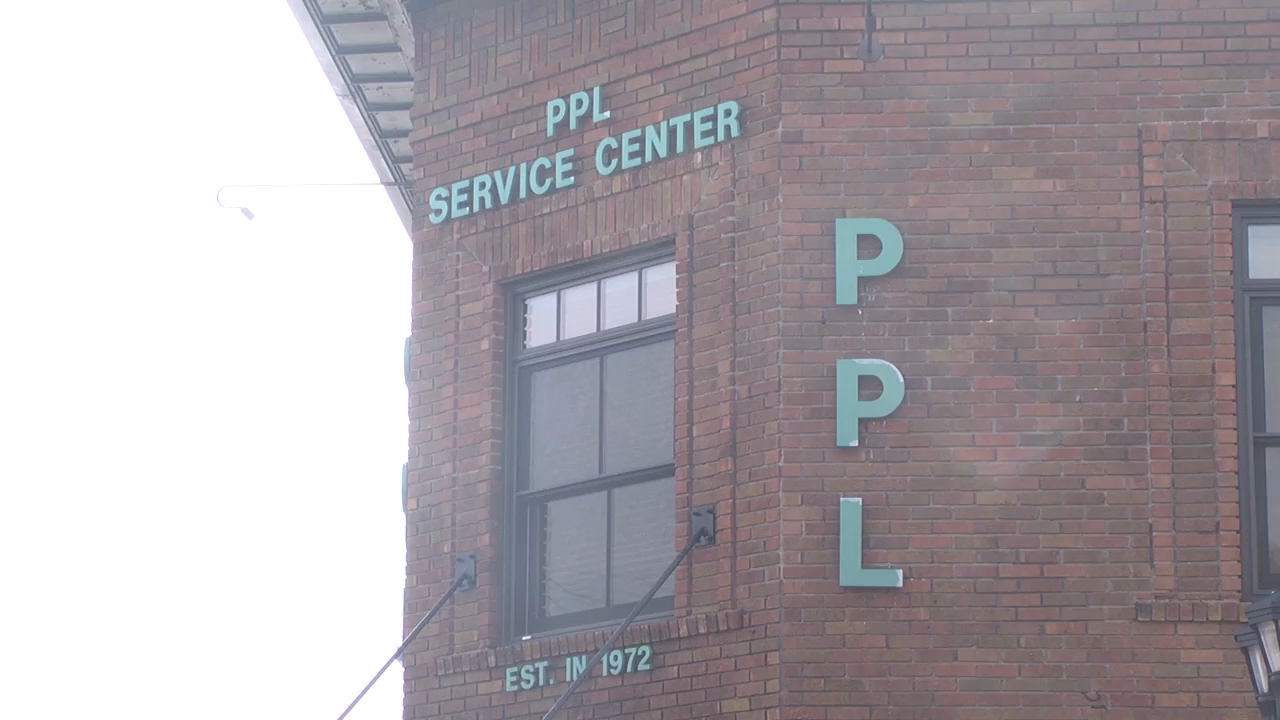 PPL
SERVICE CENTER
EST. IN 1972
P
P
L